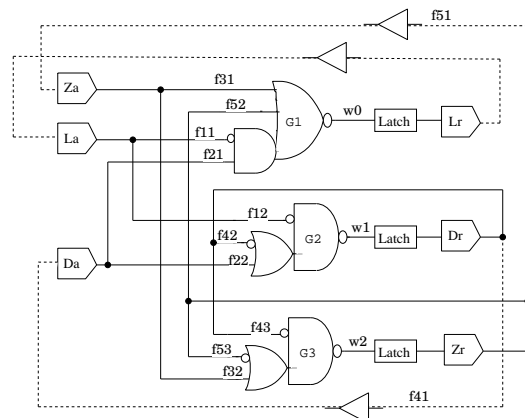 f51
Za
f31
f52
w0
G1
Latch
Lr
La
f11
f21
f12
w1
f42
G2
Latch
Dr
Da
f22
f43
w2
f53
G3
Latch
Zr
f32
f41